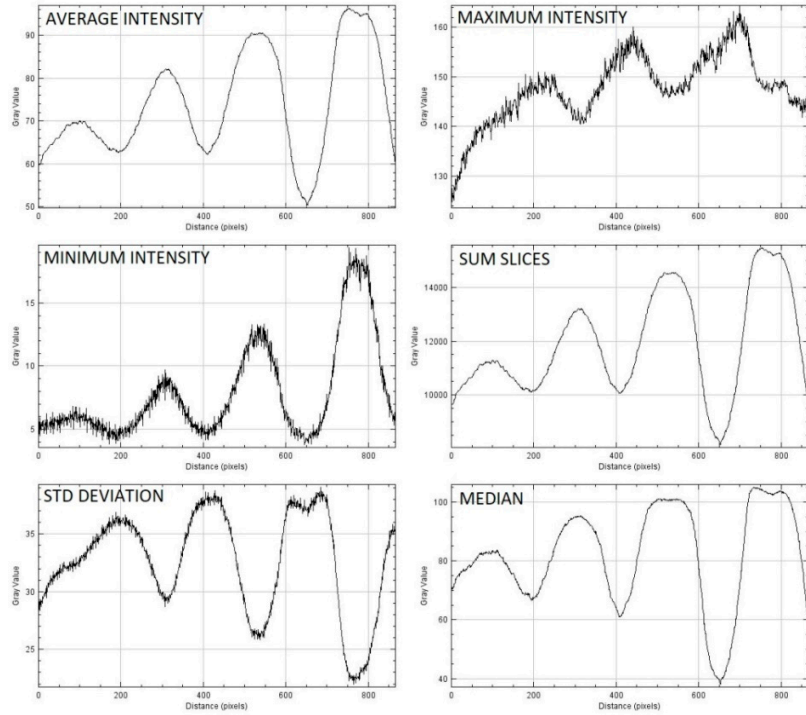 AVERAGE INTENSITY
90
80
70
60
50
Gray Value
0
200
400
600
800
Distance (pixels)
MAXIMUM INTENSITY
160
150
140
130
Gray Value
0
200
400
600
800
Distance (pixels)
MINIMUM INTENSITY
15
10
5
Gray Value
0
200
400
600
800
Distance (pixels)
SUM SLICES
14000
12000
10000
Gray Value
0
200
400
600
800
Distance (pixels)
STD DEVIATION
35
30
25
Gray Value
0
200
400
600
800
Distance (pixels)
MEDIAN
100
80
60
40
Gray Value
0
200
400
600
800
Distance (pixels)